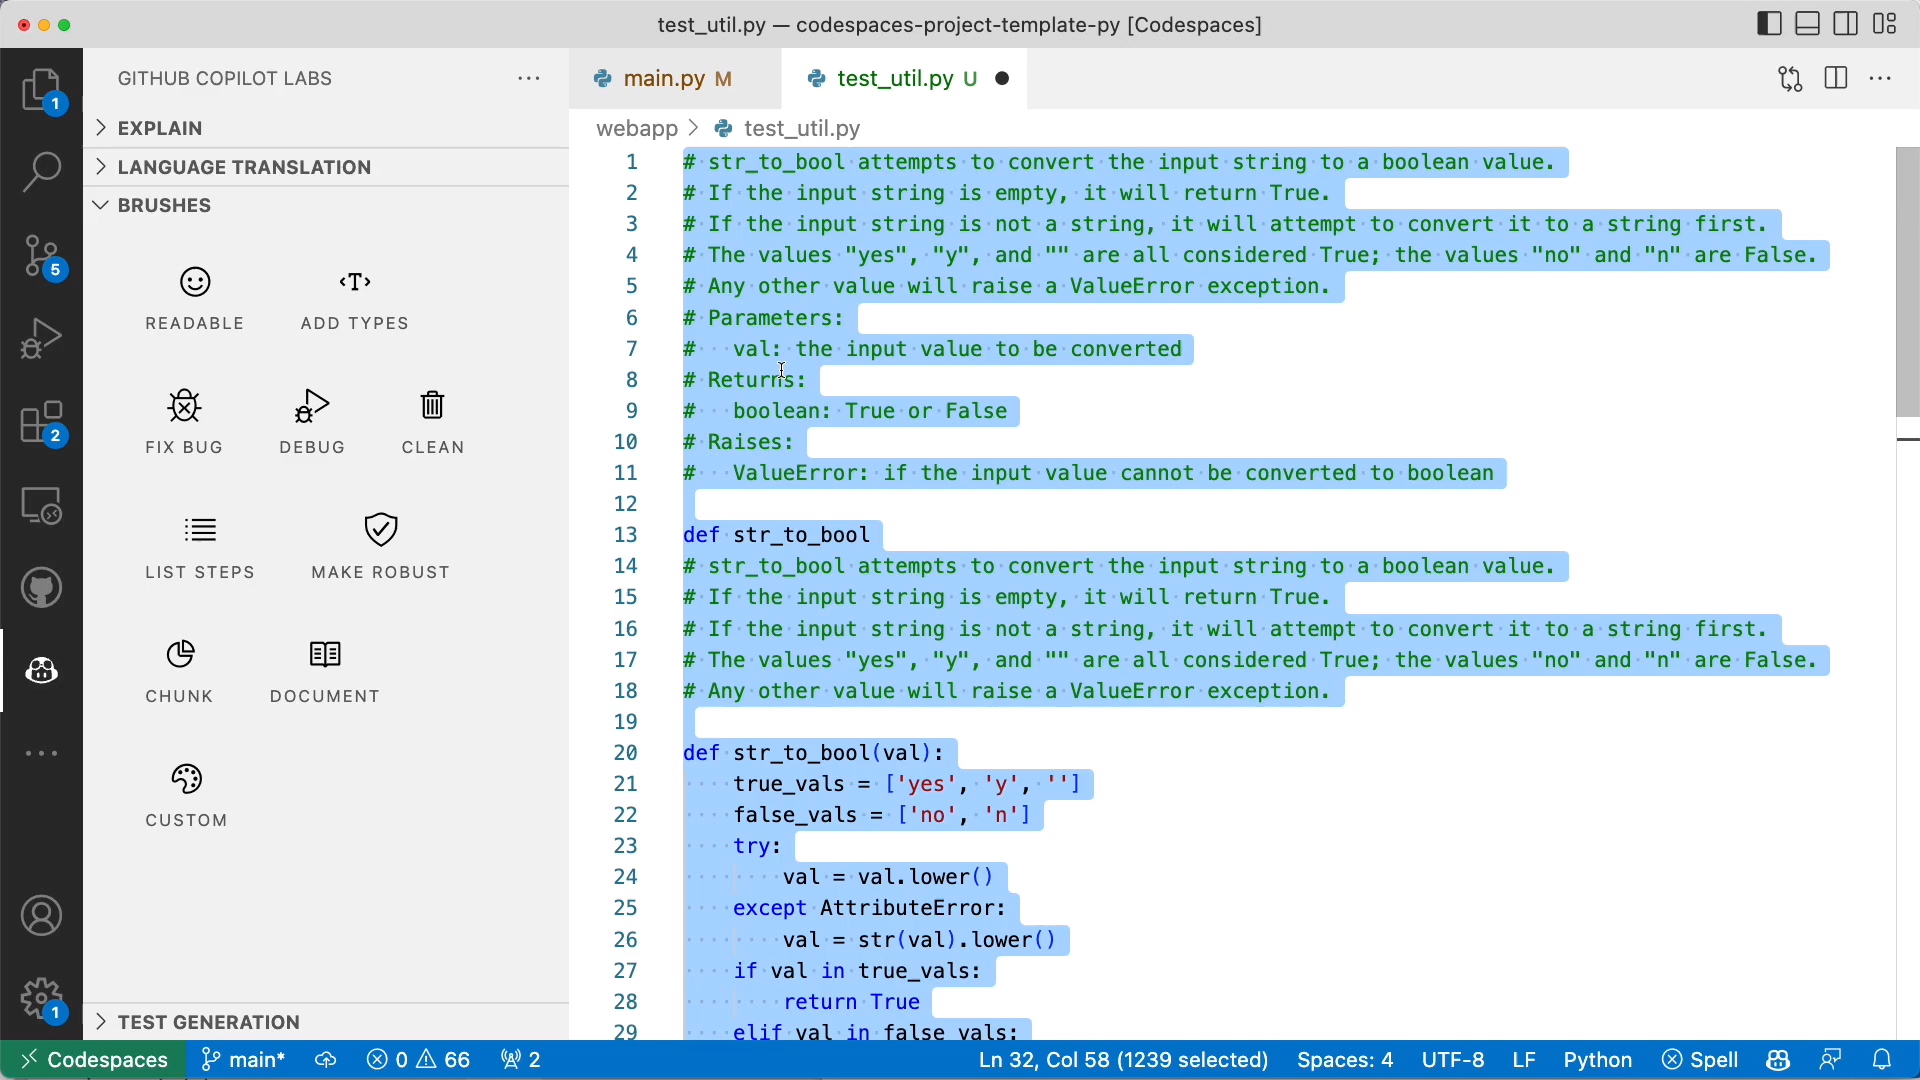 test_util.py — codespaces-project-template-py [Codespaces]
GITHUB COPILOT LABS
main.py M
test_util.py U
1
EXPLAIN
LANGUAGE TRANSLATION
BRUSHES
READABLE
ADD TYPES
FIX BUG
DEBUG
CLEAN
LIST STEPS
MAKE ROBUST
CHUNK
DOCUMENT
CUSTOM
TEST GENERATION
5
2
1
webapp > test_util.py
1 # str_to_bool attempts to convert the input string to a boolean value.
2 # If the input string is empty, it will return True.
3 # If the input string is not a string, it will attempt to convert it to a string first.
4 # The values "yes", "y", and "" are all considered True; the values "no" and "n" are False.
5 # Any other value will raise a ValueError exception.
6 # Parameters:
7 #   val: the input value to be converted
8 # Returns:
9 #   boolean: True or False
10 # Raises:
11 #   ValueError: if the input value cannot be converted to boolean
12
13 def str_to_bool
14 # str_to_bool attempts to convert the input string to a boolean value.
15 # If the input string is empty, it will return True.
16 # If the input string is not a string, it will attempt to convert it to a string first.
17 # The values "yes", "y", and "" are all considered True; the values "no" and "n" are False.
18 # Any other value will raise a ValueError exception.
19
20 def str_to_bool(val):
21     true_vals = ['yes', 'y', '']
22     false_vals = ['no', 'n']
23     try:
24         val = val.lower()
25     except AttributeError:
26         val = str(val).lower()
27     if val in true_vals:
28         return True
29     elif val in false_vals:
Codespaces main* 0 66 2 Ln 32, Col 58 (1239 selected) Spaces: 4 UTF-8 LF Python Spell